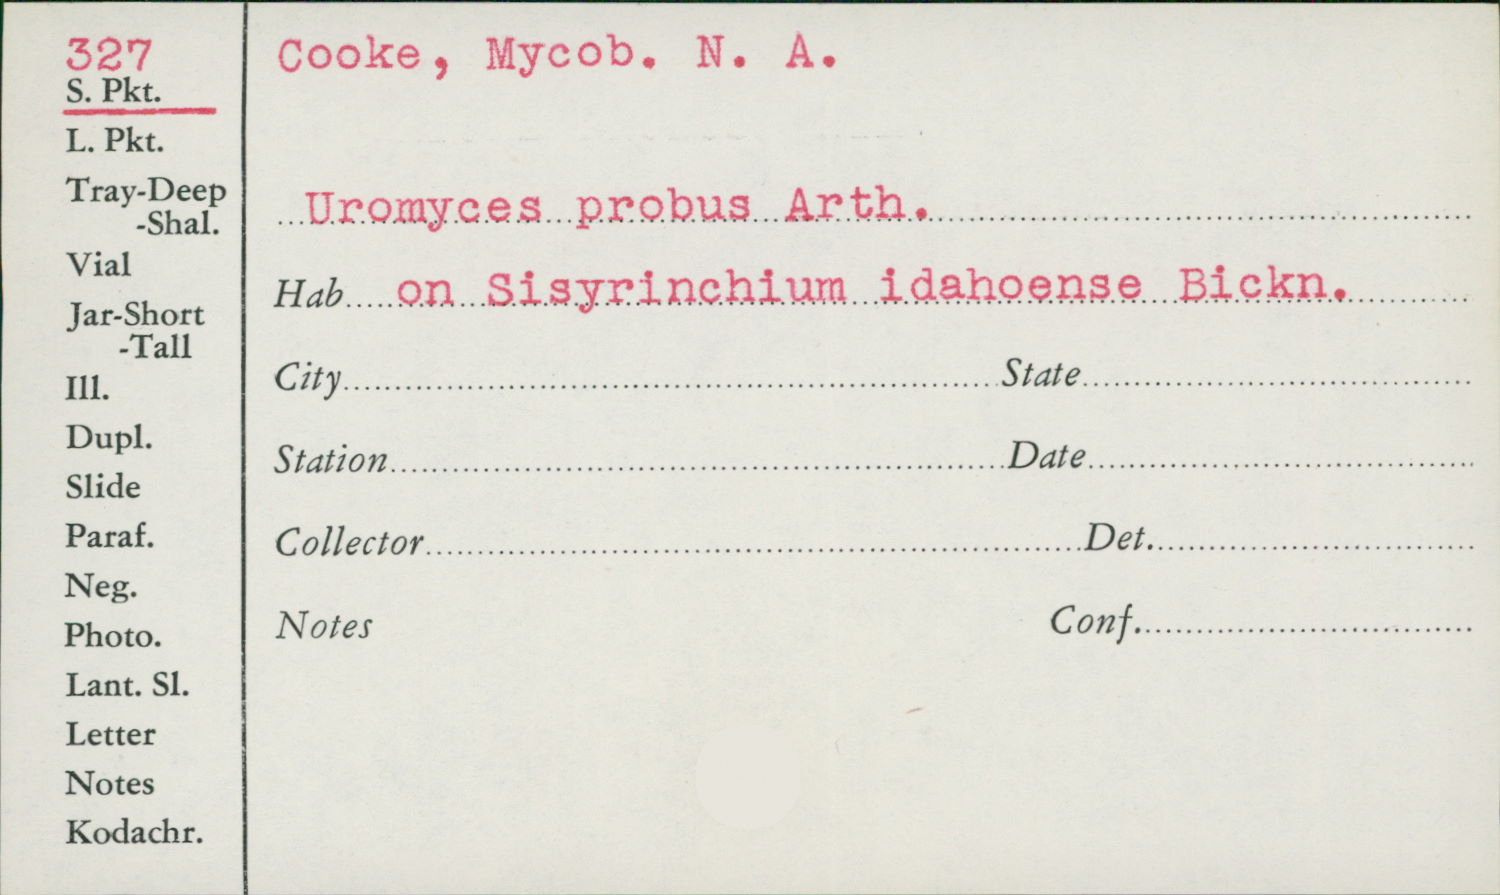 327
S. Pkt.
L. Pkt.
Tray-Deep
-Shal.
Vial
Jar-Short
-Tall
Ill.
Dupl.
Slide
Paraf.
Neg.
Photo.
Lant. Sl.
Letter
Notes
Kodachr.
Cooke, Mycob. N. A.
Uromyces probus Arth.
Hab on Sisyrinchium idahoense Bickn.
City State
Station Date
Collector Det.
Notes Conf.